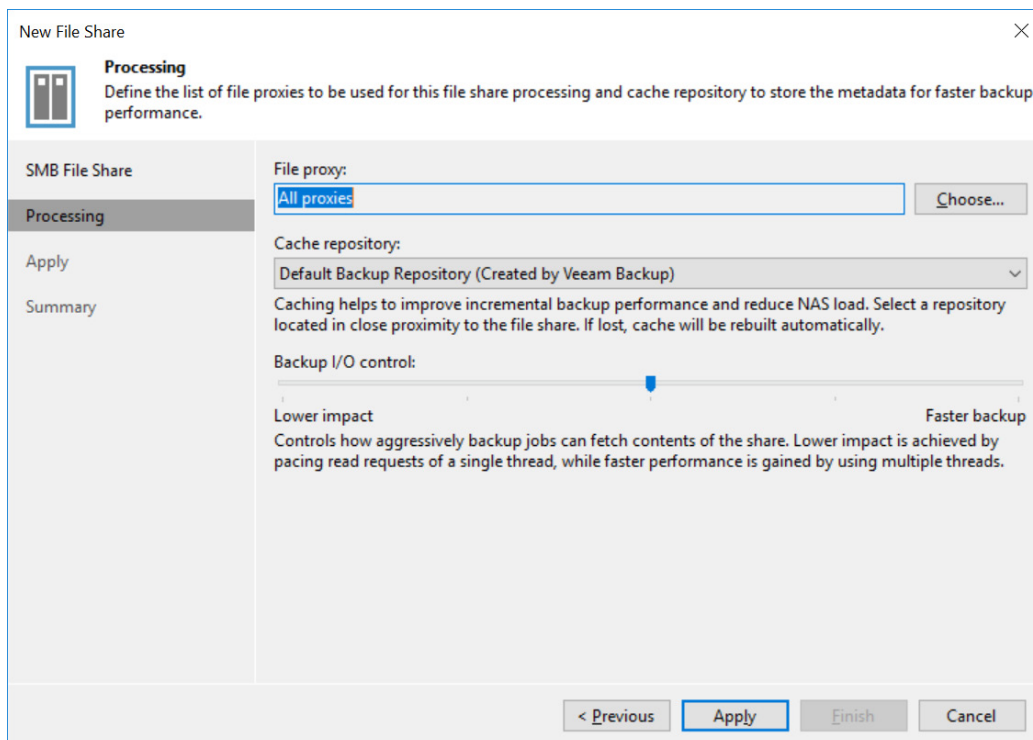 New File Share
Processing
Define the list of file proxies to be used for this file share processing and cache repository to store the metadata for faster backup
performance.
SMB File Share
Processing
Apply
Summary
File proxy:
All proxies
Choose...
Cache repository:
Default Backup Repository (Created by Veeam Backup)
Caching helps to improve incremental backup performance and reduce NAS load. Select a repository
located in close proximity to the file share. If lost, cache will be rebuilt automatically.
Backup I/O control:
Lower impact
Faster backup
Controls how aggressively backup jobs can fetch contents of the share. Lower impact is achieved by
pacing read requests of a single thread, while faster performance is gained by using multiple threads.
< Previous
Apply
Finish
Cancel